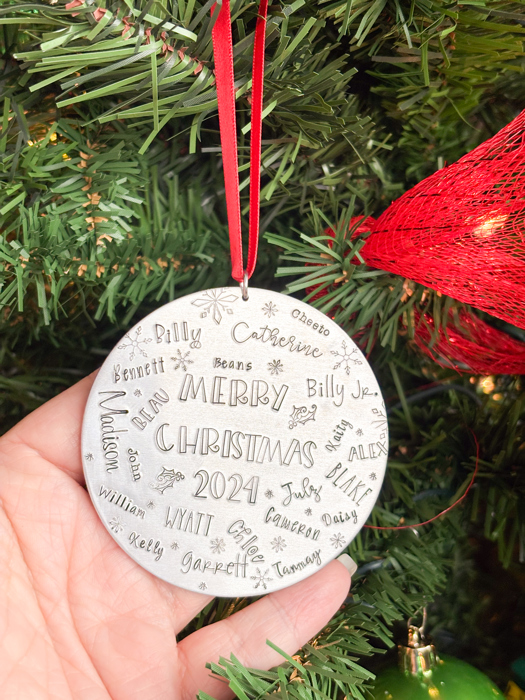 Cheeto
Billy
Catherine
Bennett
Beans
MERRY
Billy Jr.
Madison
BEAU
Kaity
ALEX
CHRISTMAS
John
BLAKE
2024
July
William
WYATT
Cameron
Daisy
Chloe
Kelly
Garrett
Tammy